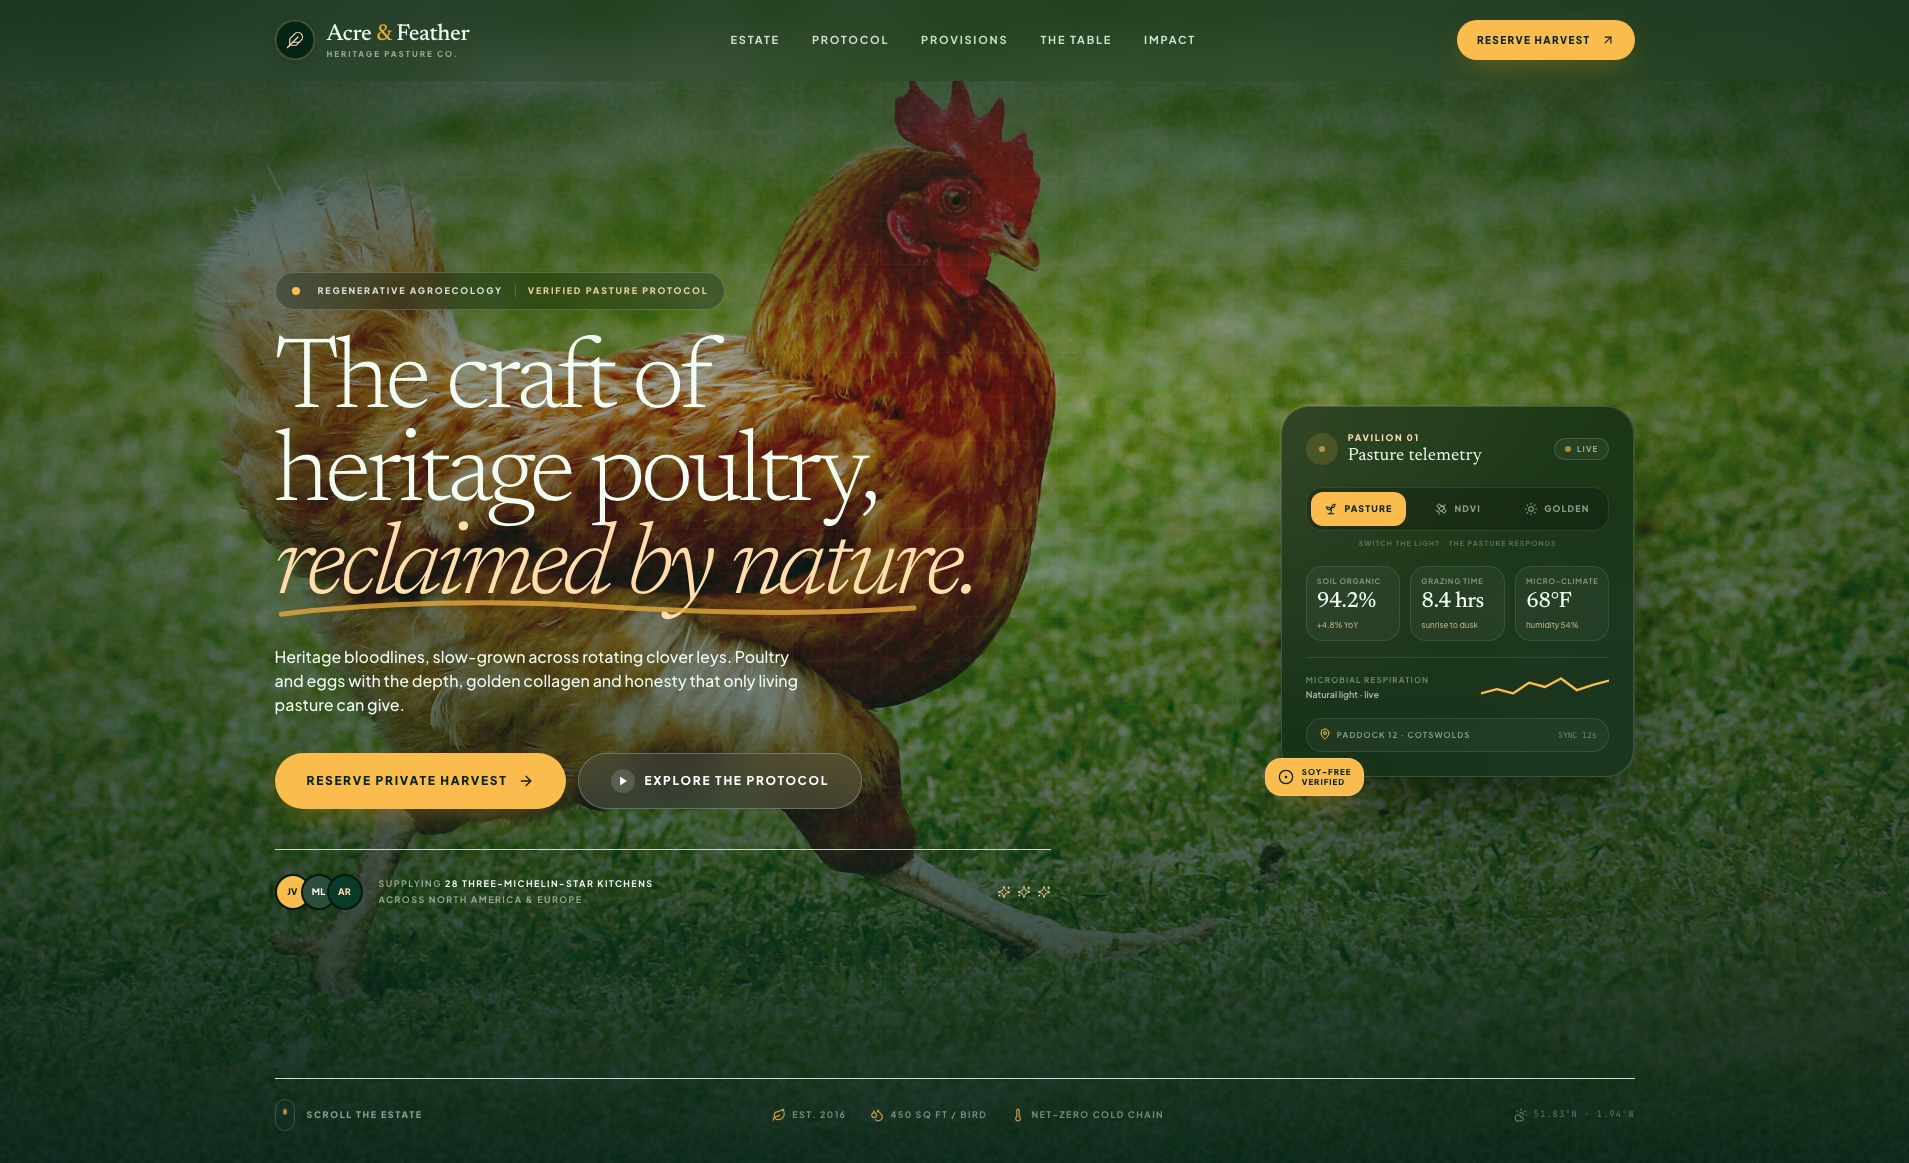 Acre & Feather
HERITAGE PASTURE CO.
ESTATE
PROTOCOL
PROVISIONS
THE TABLE
IMPACT
RESERVE HARVEST
REGENERATIVE AGROECOLOGY
VERIFIED PASTURE PROTOCOL
The craft of
heritage poultry,
reclaimed by nature.
Heritage bloodlines, slow-grown across rotating clover leys. Poultry
and eggs with the depth, golden collagen and honesty that only living
pasture can give.
RESERVE PRIVATE HARVEST
EXPLORE THE PROTOCOL
JV
ML
AR
SUPPLYING 28 THREE-MICHELIN-STAR KITCHENS
ACROSS NORTH AMERICA & EUROPE
PAVILION 01
Pasture telemetry
LIVE
PASTURE
NDVI
GOLDEN
SWITCH THE LIGHT · THE PASTURE RESPONDS
SOIL ORGANIC
94.2%
+4.8% YoY
GRAZING TIME
8.4 hrs
sunrise to dusk
MICRO-CLIMATE
68°F
humidity 54%
MICROBIAL RESPIRATION
Natural light · live
PADDOCK 12 · COTSWOLDS
SYNC 12s
SOY-FREE
VERIFIED
SCROLL THE ESTATE
EST. 2016
450 SQ FT / BIRD
NET-ZERO COLD CHAIN
51.83°N · 1.94°W